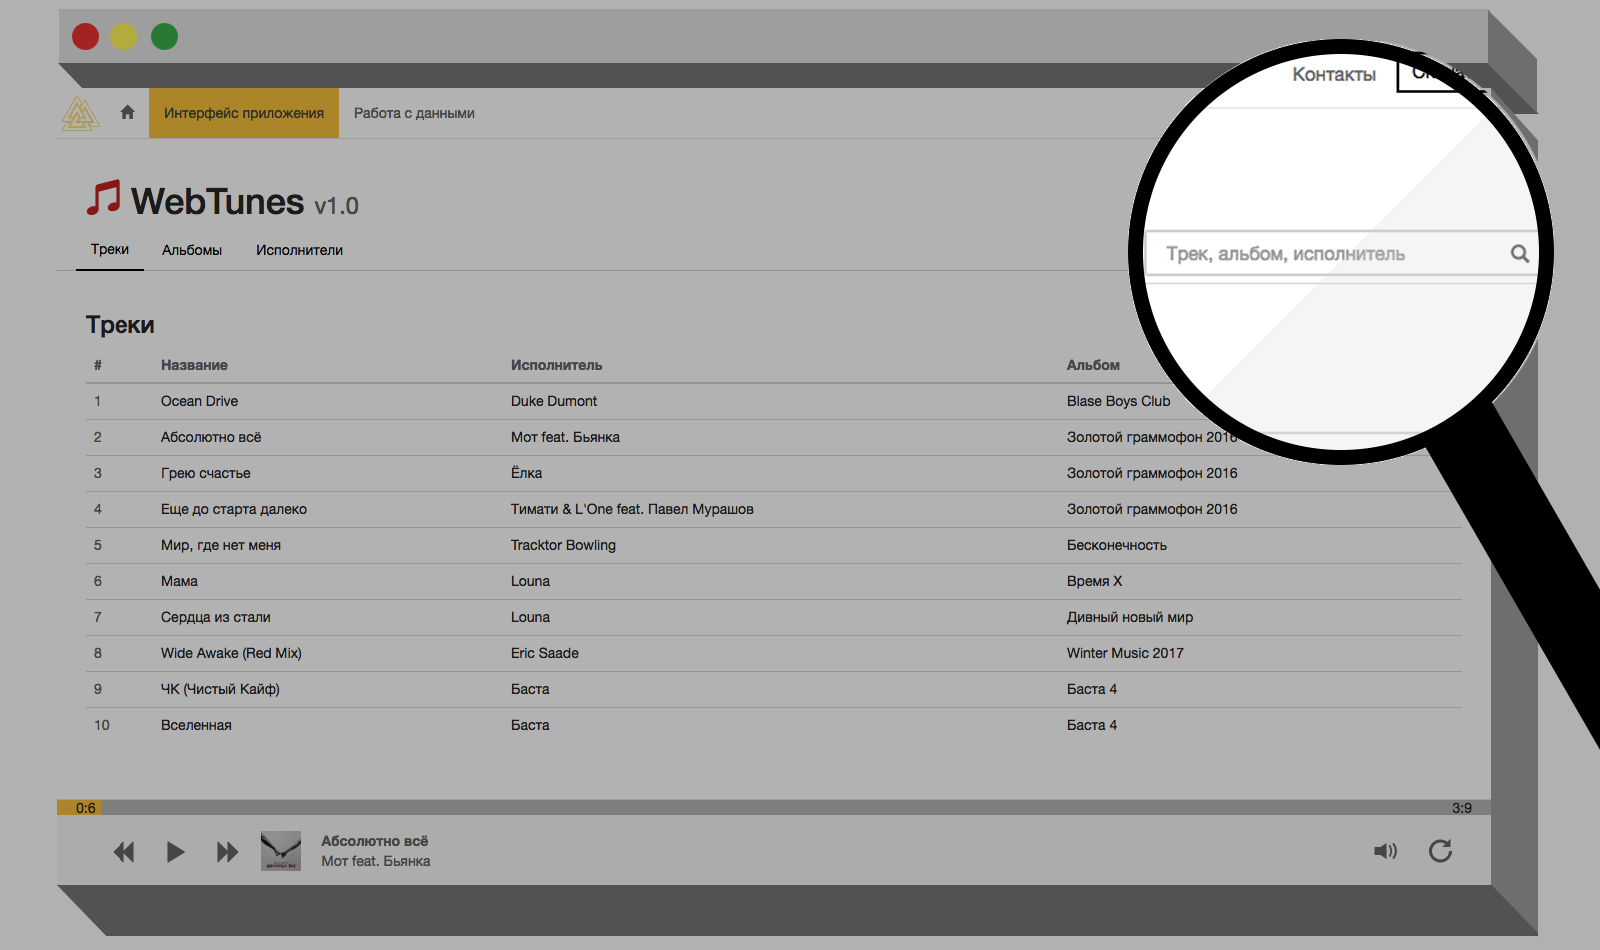 Контакты
Интерфейс приложения Работа с данными
WebTunes v1.0
Треки Альбомы Исполнители
Трек, альбом, исполнитель
Треки
# Название Исполнитель Альбом
1 Ocean Drive Duke Dumont Blase Boys Club
2 Абсолютно всё Мот feat. Бьянка Золотой граммофон 2016
3 Грею счастье Ёлка Золотой граммофон 2016
4 Еще до старта далеко Тимати & L'One feat. Павел Мурашов Золотой граммофон 2016
5 Мир, где нет меня Tracktor Bowling Бесконечность
6 Мама Louna Время X
7 Сердца из стали Louna Дивный новый мир
8 Wide Awake (Red Mix) Eric Saade Winter Music 2017
9 ЧК (Чистый Кайф) Баста Баста 4
10 Вселенная Баста Баста 4
0:6 3:9
Абсолютно всё
Мот feat. Бьянка